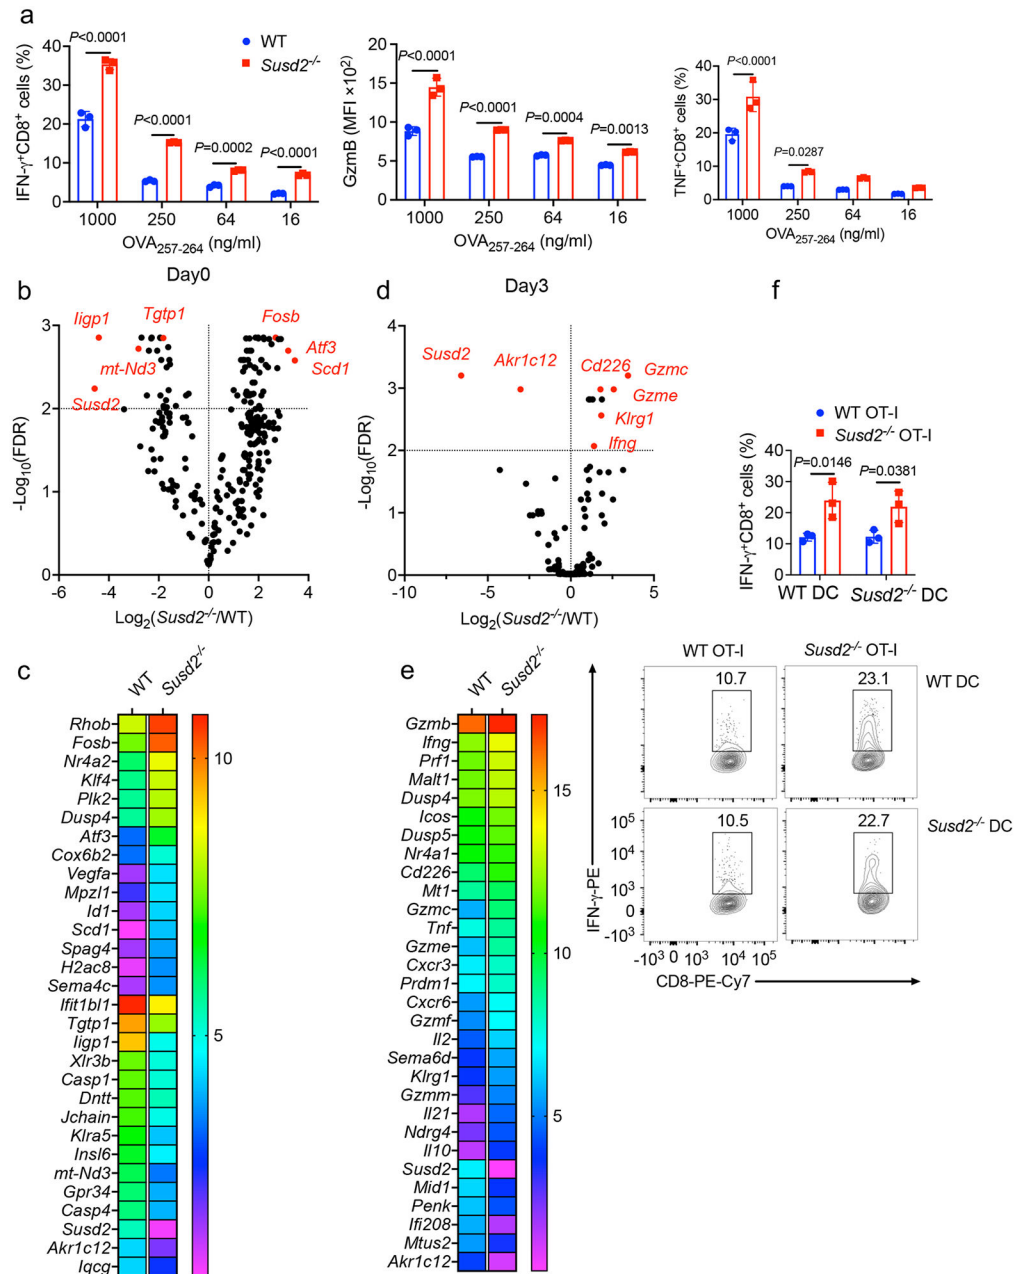 a
P<0.0001
P<0.0001
P=0.0002
P<0.0001
WT
Susd2-/-
IFN-γ+CD8+ cells (%)
40
30
20
10
0
1000
250
64
16
OVA257-264 (ng/ml)
P<0.0001
P<0.0001
P=0.0004
P=0.0013
GzmB (MFI ×10²)
20
15
10
5
0
1000
250
64
16
OVA257-264 (ng/ml)
P<0.0001
P=0.0287
TNF+CD8+ cells (%)
40
30
20
10
0
1000
250
64
16
OVA257-264 (ng/ml)
b
Day0
Iigp1
Tgtp1
Fosb
Atf3
mt-Nd3
Scd1
Susd2
-Log10(FDR)
3
2
1
0
-6
-4
-2
0
2
4
Log2(Susd2-/-/WT)
d
Day3
Susd2
Akr1c12
Cd226
Gzmc
Gzme
Klrg1
Ifng
-Log10(FDR)
4
3
2
1
0
-10
-5
0
5
Log2(Susd2-/-/WT)
f
WT OT-I
Susd2-/- OT-I
P=0.0146
P=0.0381
IFN-γ+CD8+ cells (%)
40
30
20
10
0
WT DC
Susd2-/- DC
c
WT
Susd2-/-
Rhob
Fosb
Nr4a2
Klf4
Plk2
Dusp4
Atf3
Cox6b2
Vegfa
Mpzl1
Id1
Scd1
Spag4
H2ac8
Sema4c
Ifit1bl1
Tgtp1
Iigp1
Xlr3b
Casp1
Dntt
Jchain
Klra5
Insl6
mt-Nd3
Gpr34
Casp4
Susd2
Akr1c12
Iqcg
10
5
e
WT
Susd2-/-
Gzmb
Ifng
Prf1
Malt1
Dusp4
Icos
Dusp5
Nr4a1
Cd226
Mt1
Gzmc
Tnf
Gzme
Cxcr3
Prdm1
Cxcr6
Gzmf
Il2
Sema6d
Klrg1
Gzmm
Il21
Ndrg4
Il10
Susd2
Mid1
Penk
Ifi208
Mtus2
Akr1c12
15
10
5
WT OT-I
Susd2-/- OT-I
10.7
23.1
WT DC
10.5
22.7
Susd2-/- DC
10⁵
10⁴
10³
0
-10³
IFN-γ-PE
-10³ 0 10³ 10⁴ 10⁵
CD8-PE-Cy7